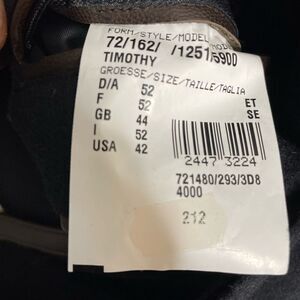 FORM/STYLE/MODEL/MODE
72/162/ /1251/5900
TIMOTHY
GROESSE/SIZE/TAILLE/TAGLIA
D/A 52
F 52
GB 44
I 52
USA 42
ET
SE
2447 3224
721480/293/3D8
4000
212